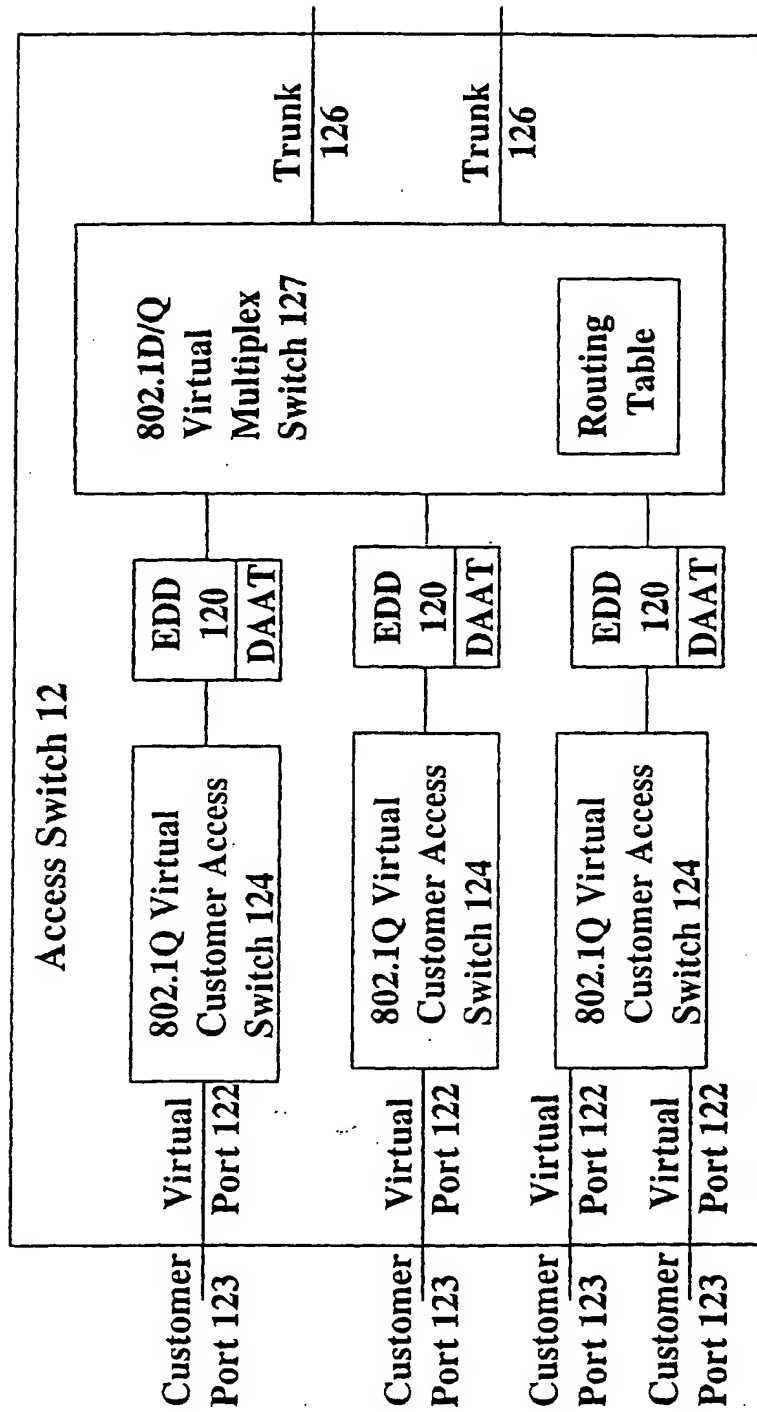 Access Switch 12
Customer
Port 123
Virtual
Port 122
802.1Q Virtual
Customer Access
Switch 124
EDD
120
DAAT
Customer
Port 123
Virtual
Port 122
802.1Q Virtual
Customer Access
Switch 124
EDD
120
DAAT
Customer
Port 123
Virtual
Port 122
Customer
Port 123
Virtual
Port 122
802.1Q Virtual
Customer Access
Switch 124
EDD
120
DAAT
802.1D/Q
Virtual
Multiplex
Switch 127
Routing
Table
Trunk
126
Trunk
126